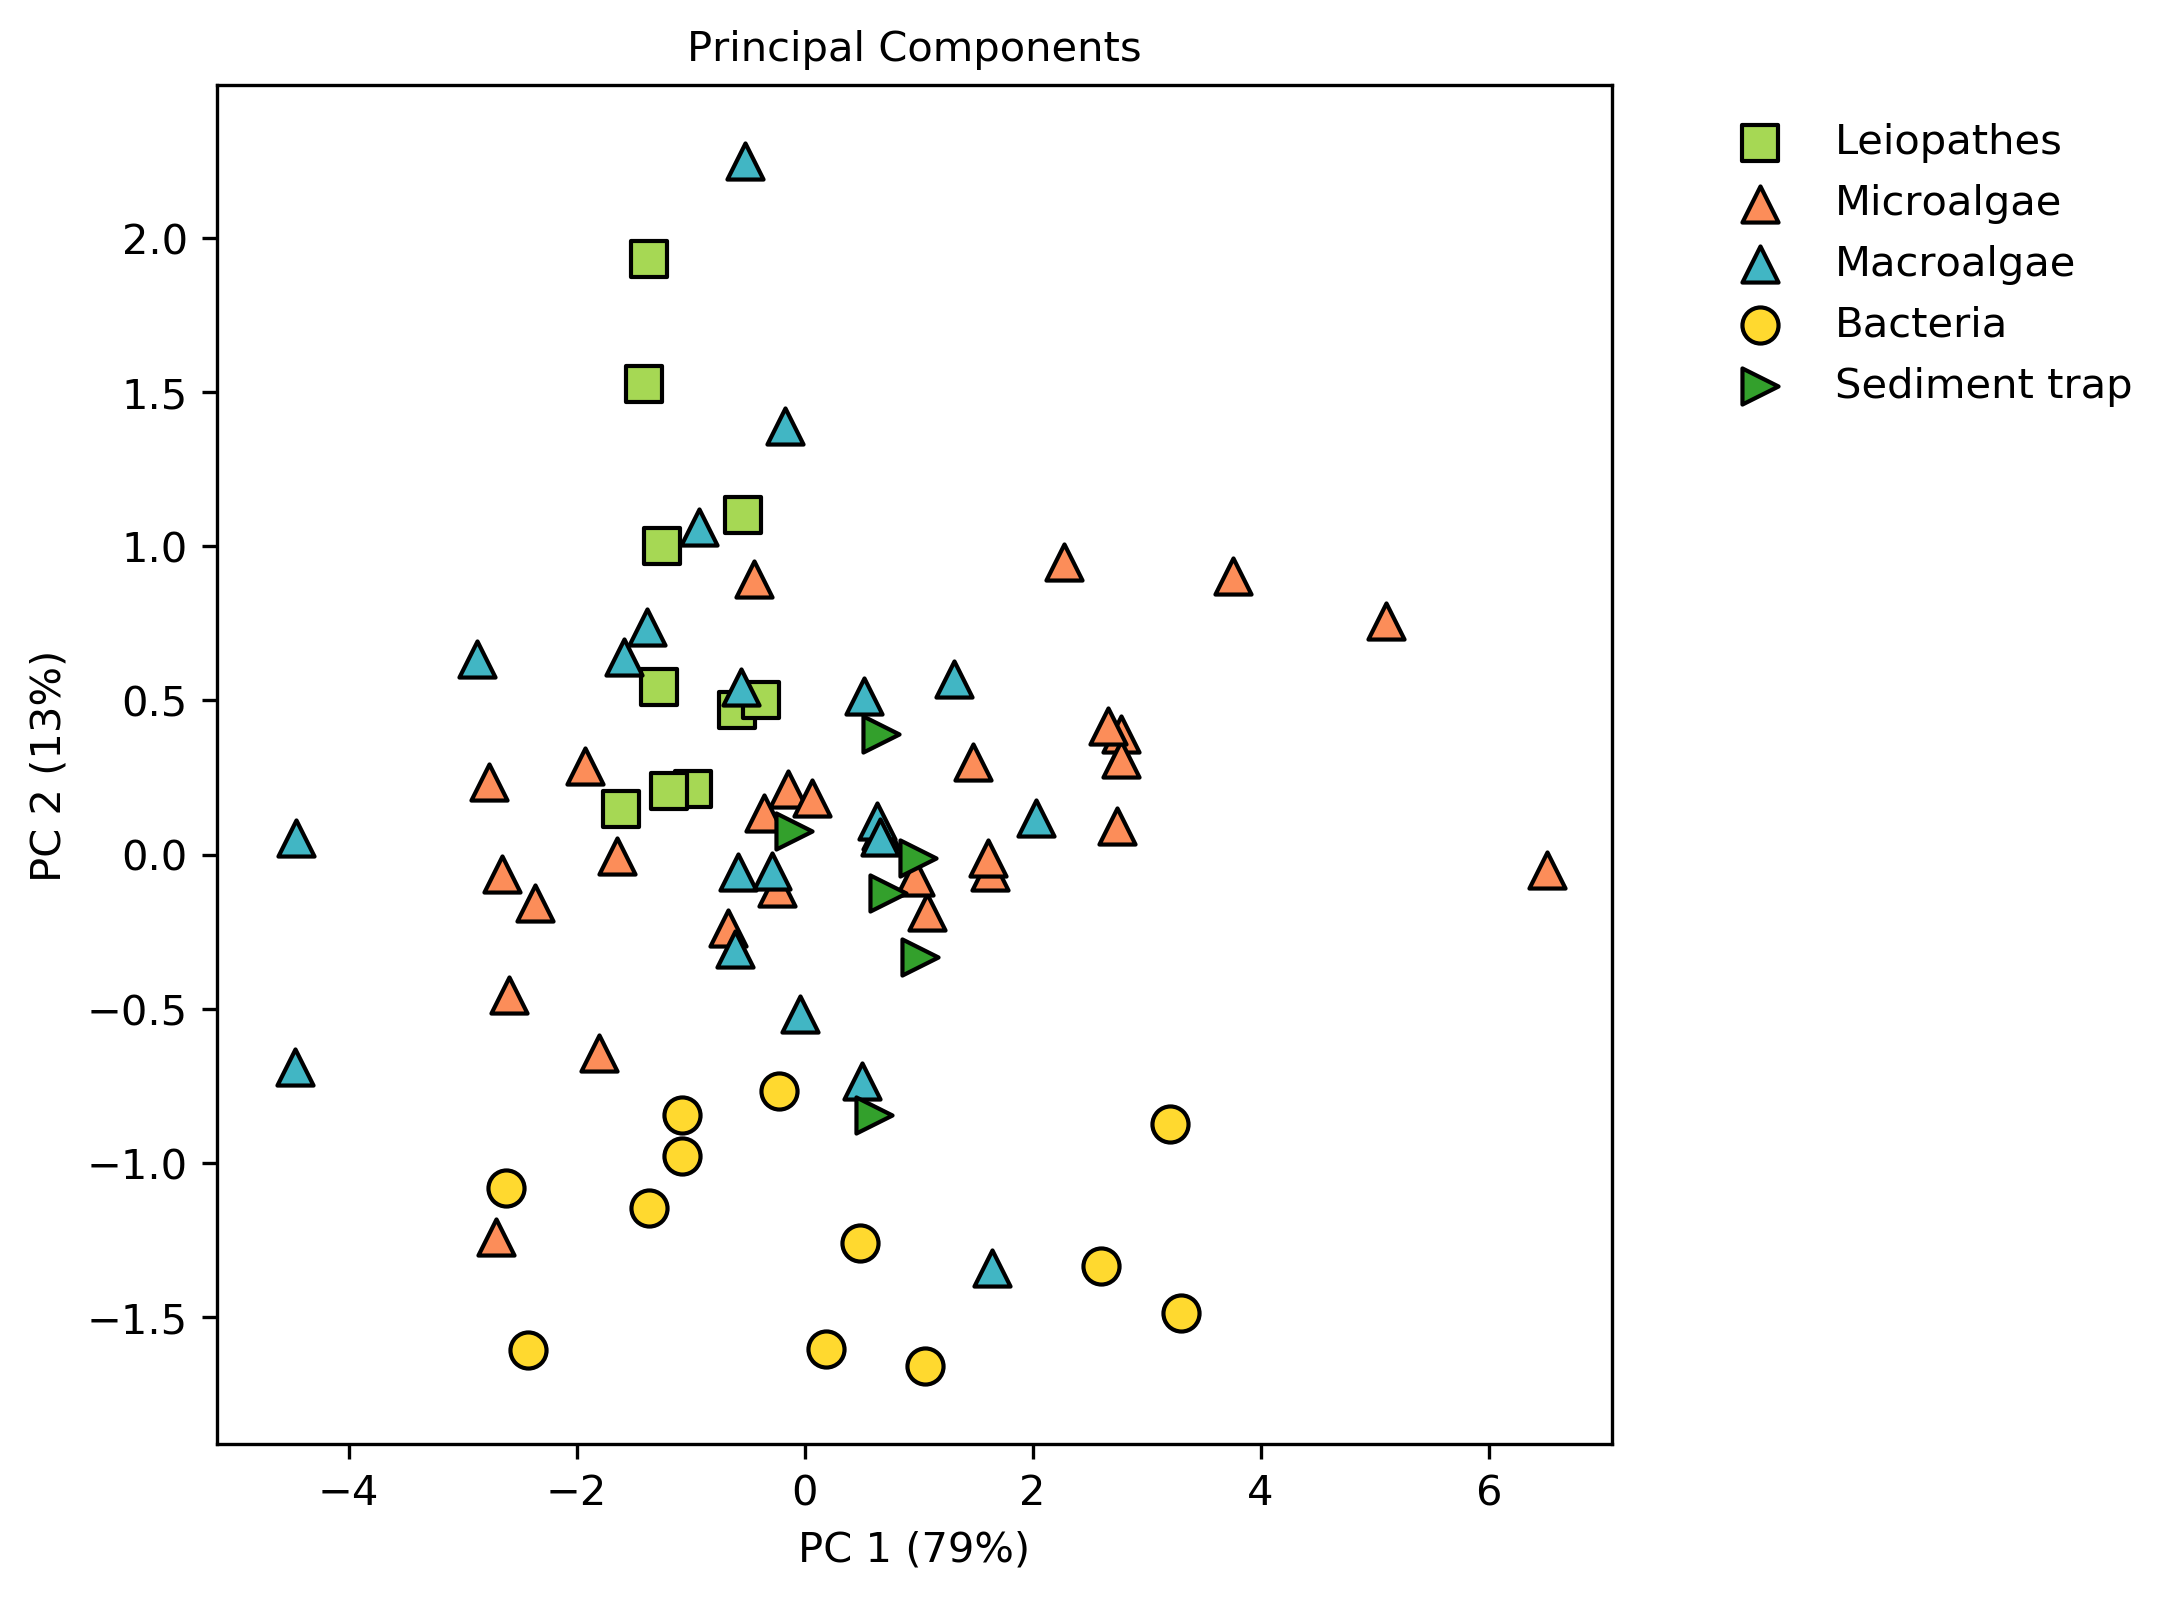 Principal Components
Leiopathes
Microalgae
Macroalgae
Bacteria
Sediment trap
PC 2 (13%)
2.0
1.5
1.0
0.5
0.0
−0.5
−1.0
−1.5
−4 −2 0 2 4 6
PC 1 (79%)